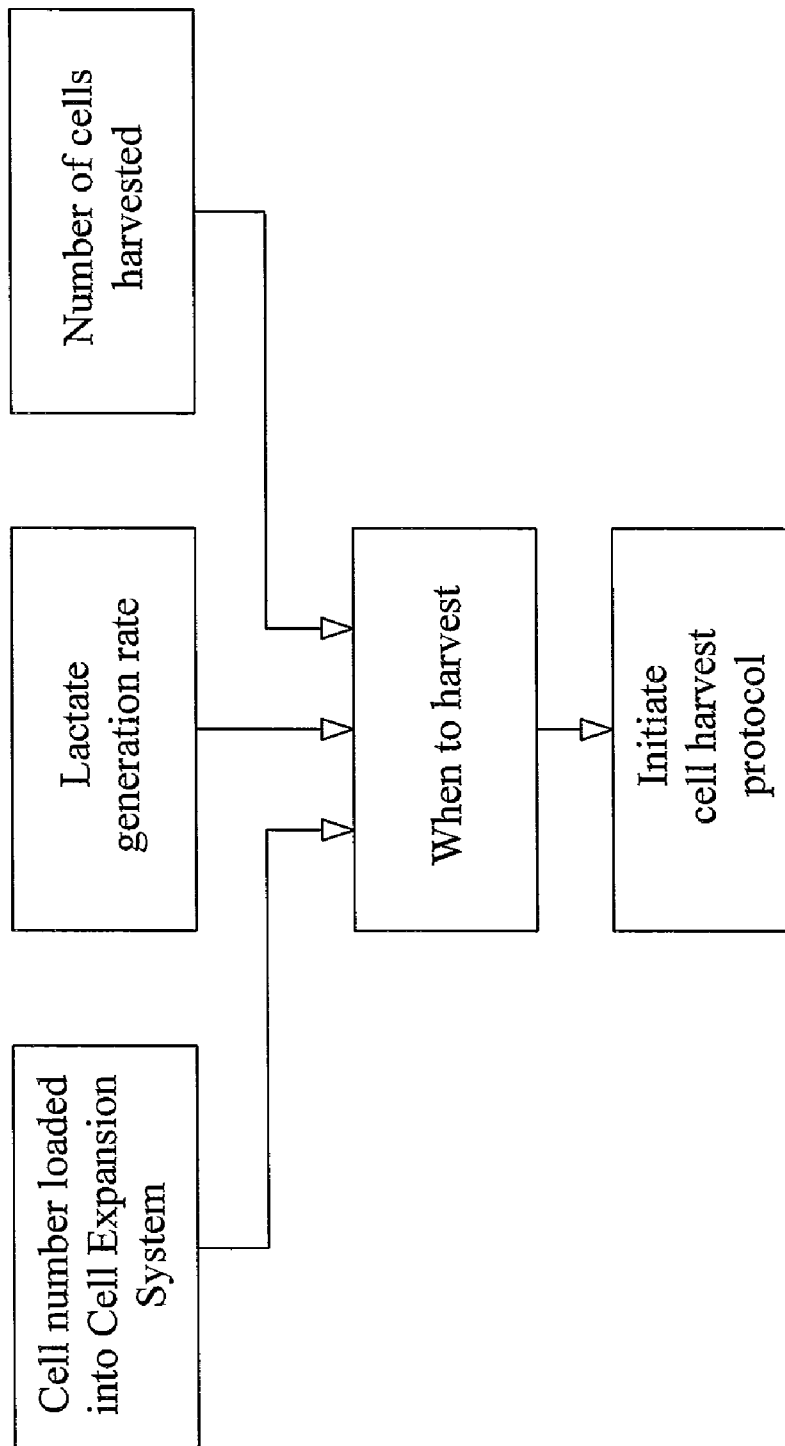 Cell number loaded
into Cell Expansion
System
Lactate
generation rate
Number of cells
harvested
When to harvest
Initiate
cell harvest
protocol